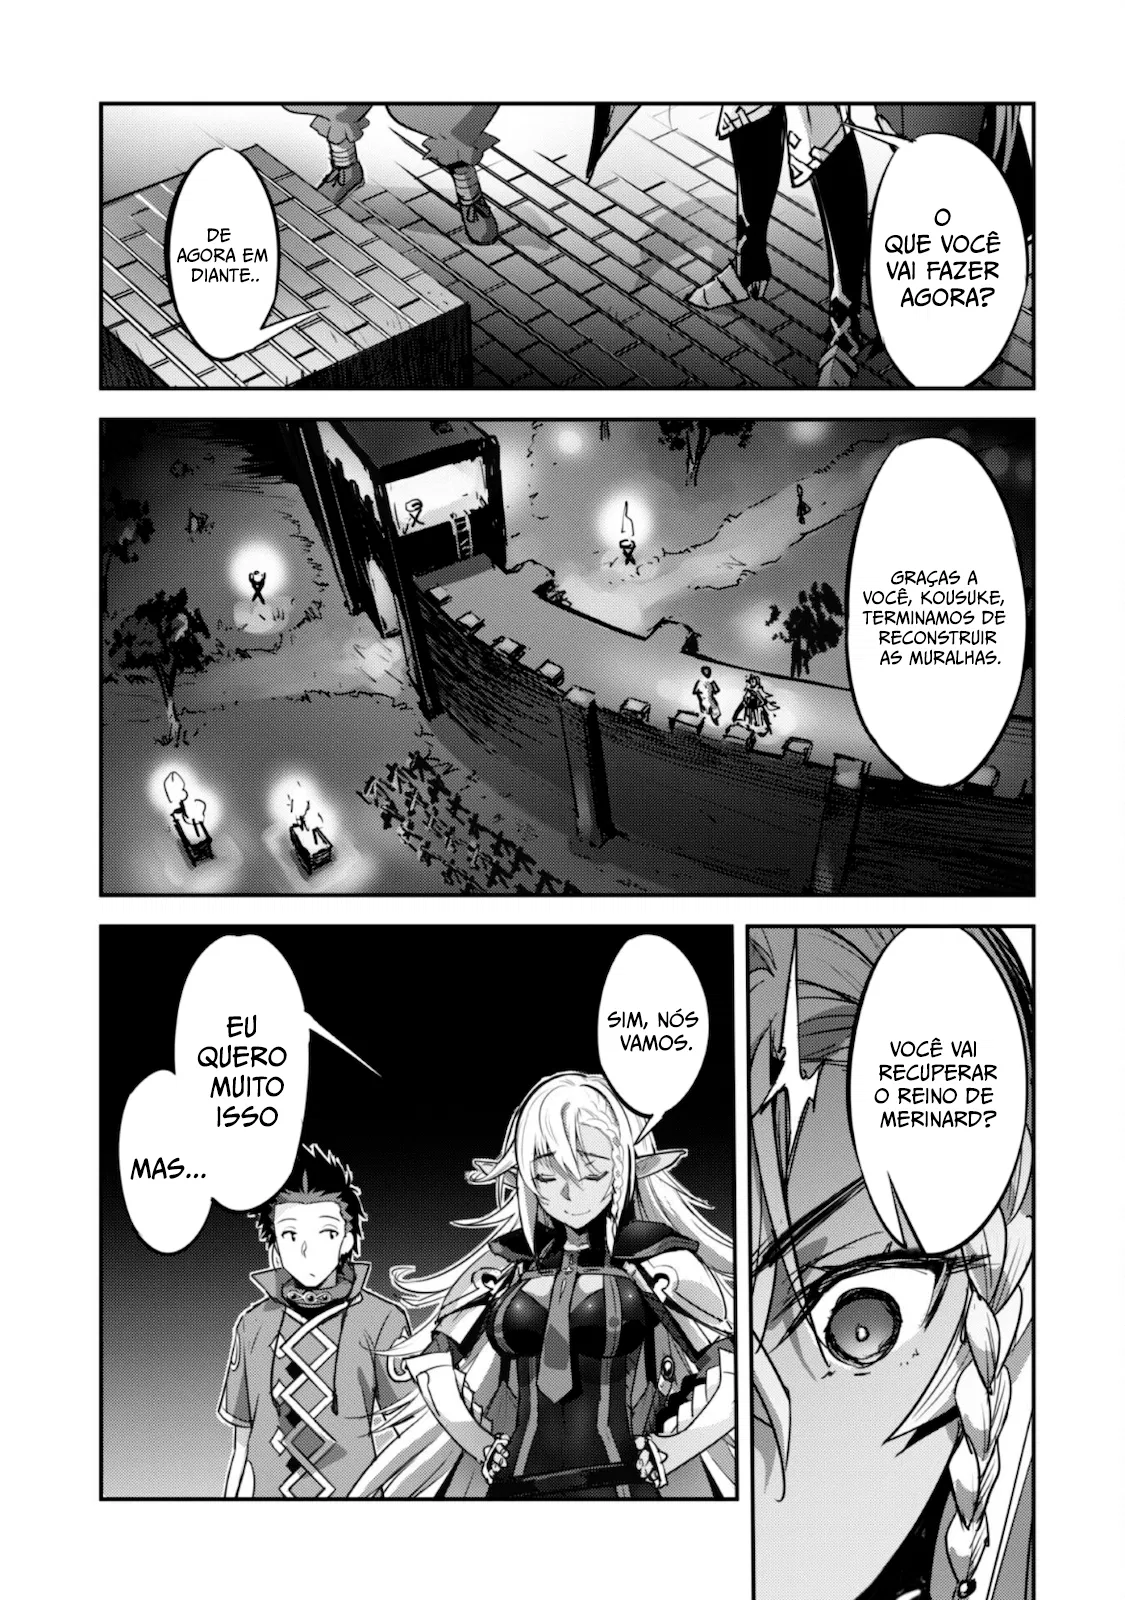 O
QUE VOCÊ
VAI FAZER
AGORA?
DE
AGORA EM
DIANTE..
GRAÇAS A
VOCÊ, KOUSUKE,
TERMINAMOS DE
RECONSTRUIR
AS MURALHAS.
VOCÊ VAI
RECUPERAR
O REINO DE
MERINARD?
SIM, NÓS
VAMOS.
EU
QUERO
MUITO
ISSO
MAS...